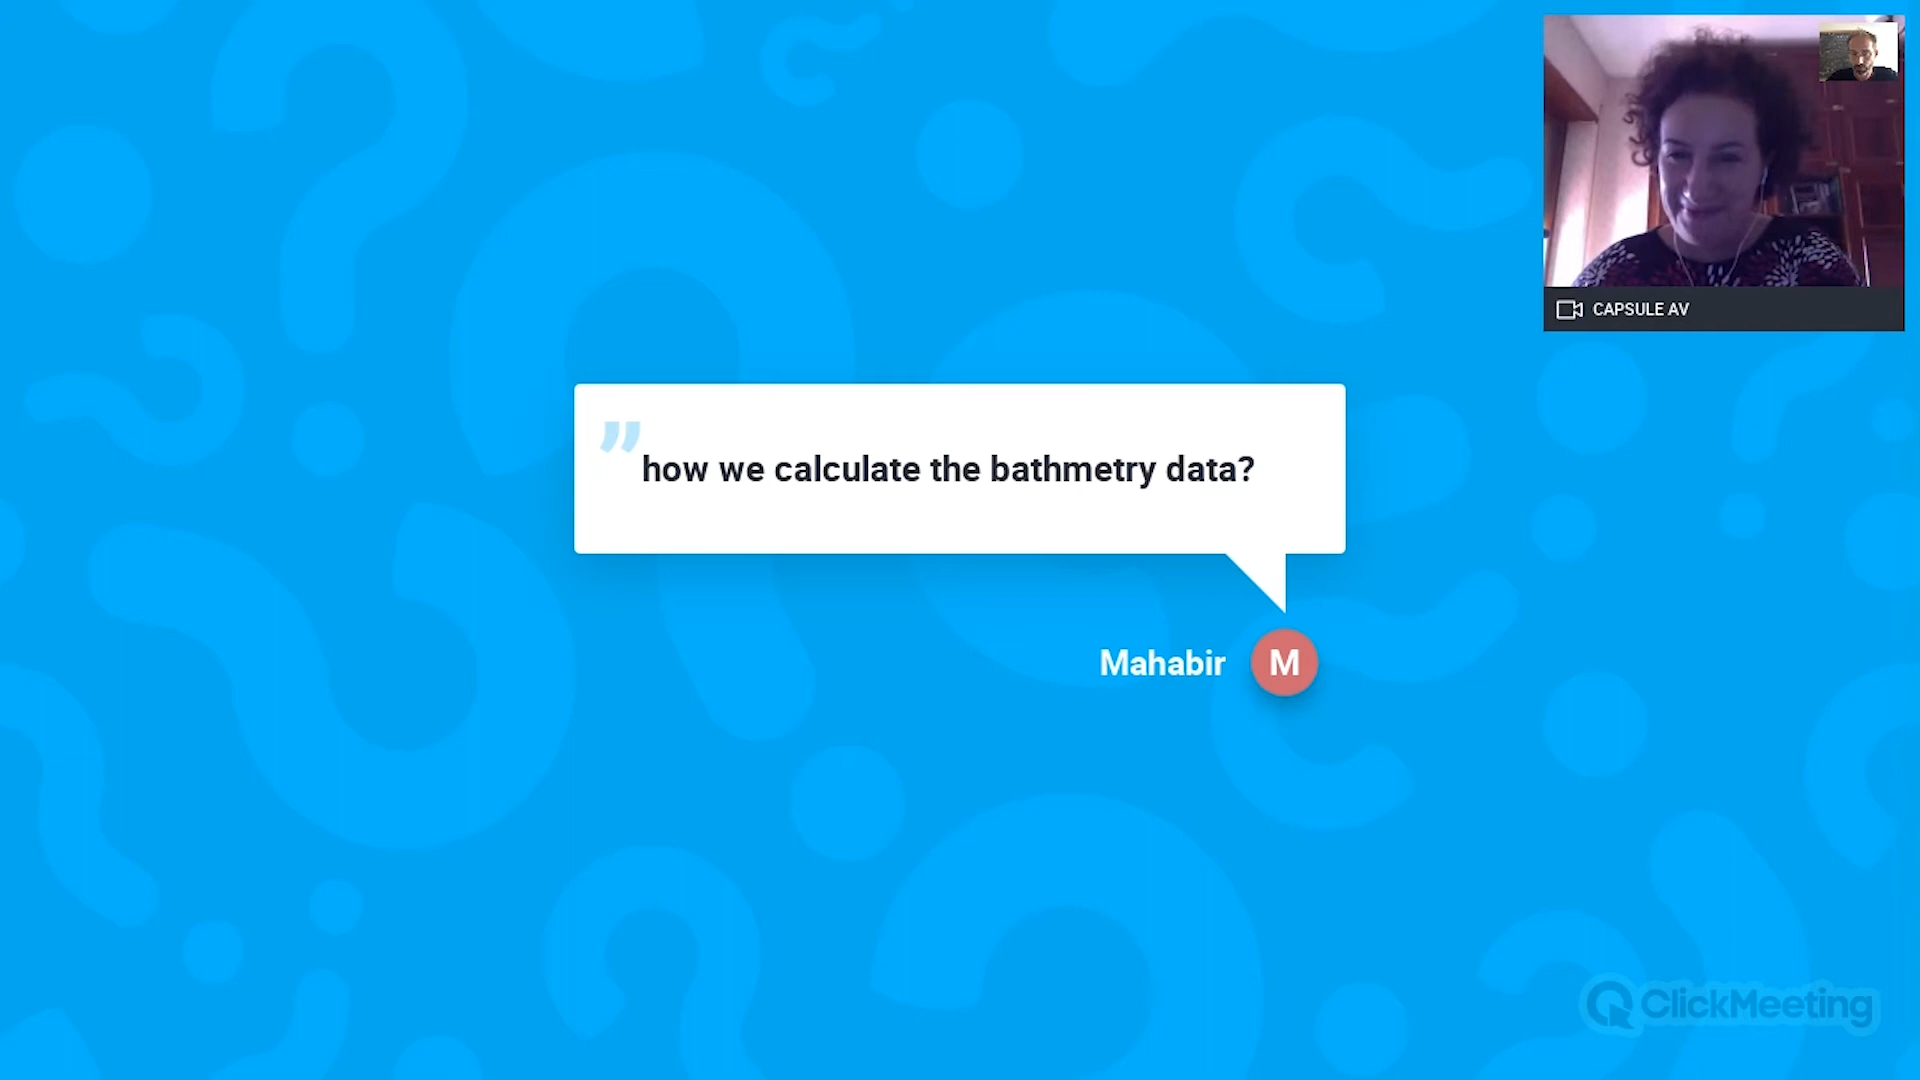 CAPSULE AV
” how we calculate the bathmetry data?
Mahabir M
ClickMeeting